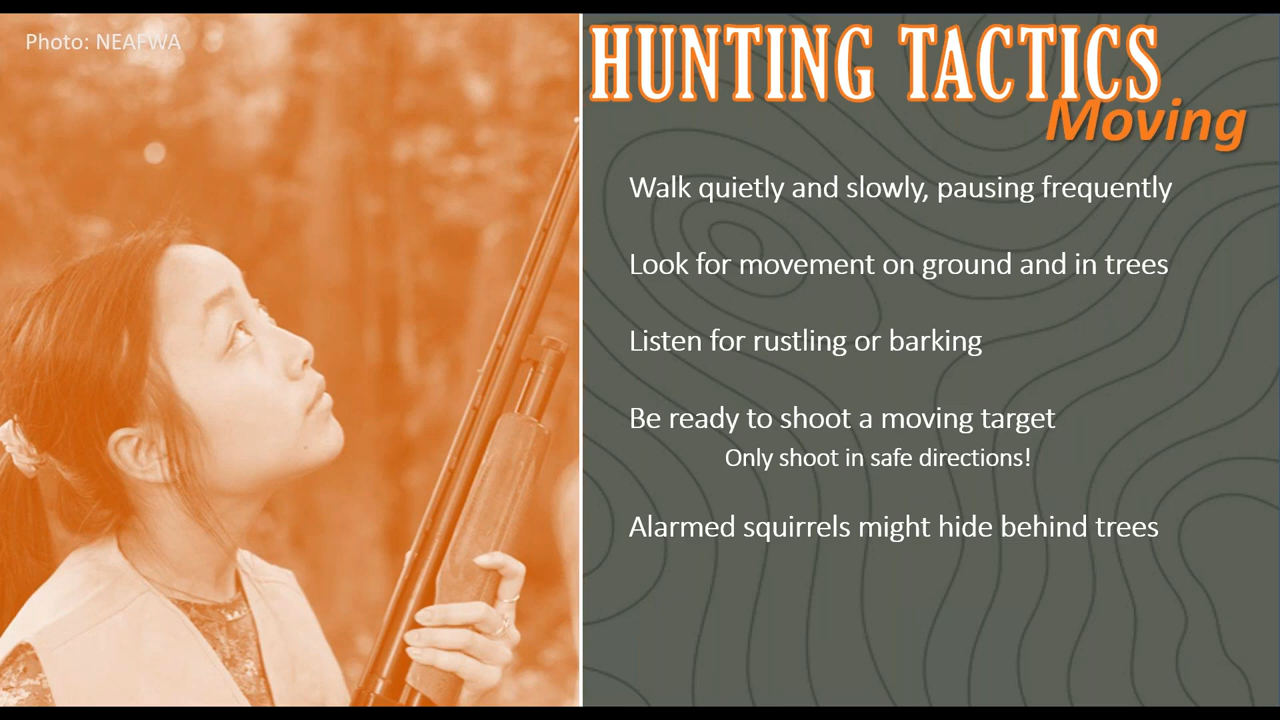 Photo: NEAFWA
HUNTING TACTICS
Moving
Walk quietly and slowly, pausing frequently
Look for movement on ground and in trees
Listen for rustling or barking
Be ready to shoot a moving target
Only shoot in safe directions!
Alarmed squirrels might hide behind trees